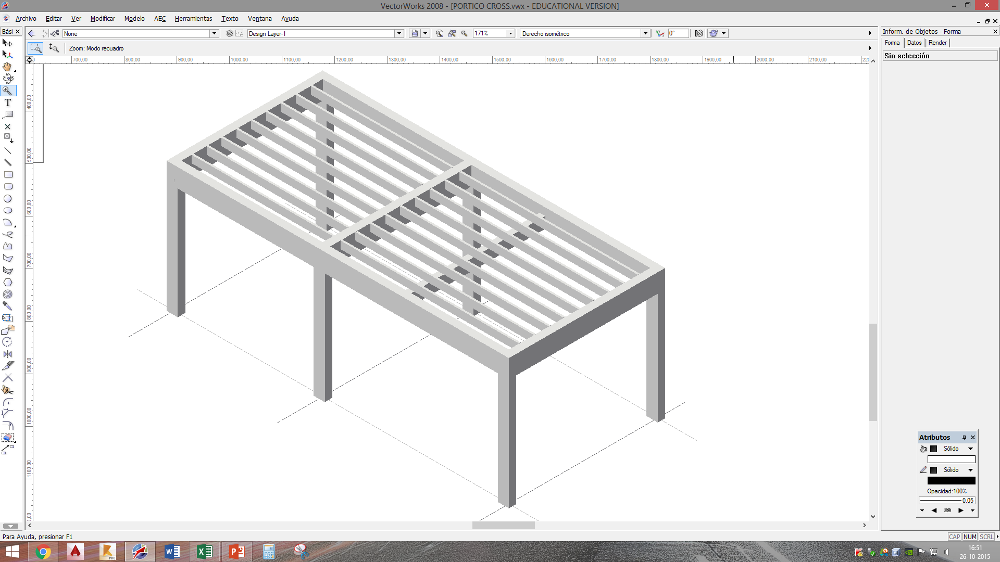 VectorWorks 2008 - [PORTICO CROSS.vwx - EDUCATIONAL VERSION]
Archivo Editar Ver Modificar Modelo AEC Herramientas Texto Ventana Ayuda
Bási
None
Design Layer-1
171%
Derecho isométrico
0°
Inform. de Objetos - Forma
Forma Datos Render
Sin selección
Zoom: Modo recuadro
700,00 800,00 900,00 1000,00 1100,00 1200,00 1300,00 1400,00 1500,00 1600,00 1700,00 1800,00 1900,00 2000,00 2100,00
400,00
500,00
600,00
700,00
800,00
900,00
1000,00
1100,00
T
Atributos
Sólido
Sólido
Opacidad:100%
0,05
Para Ayuda, presionar F1
CAP NUM SCRL
PRO
16:51
26-10-2015